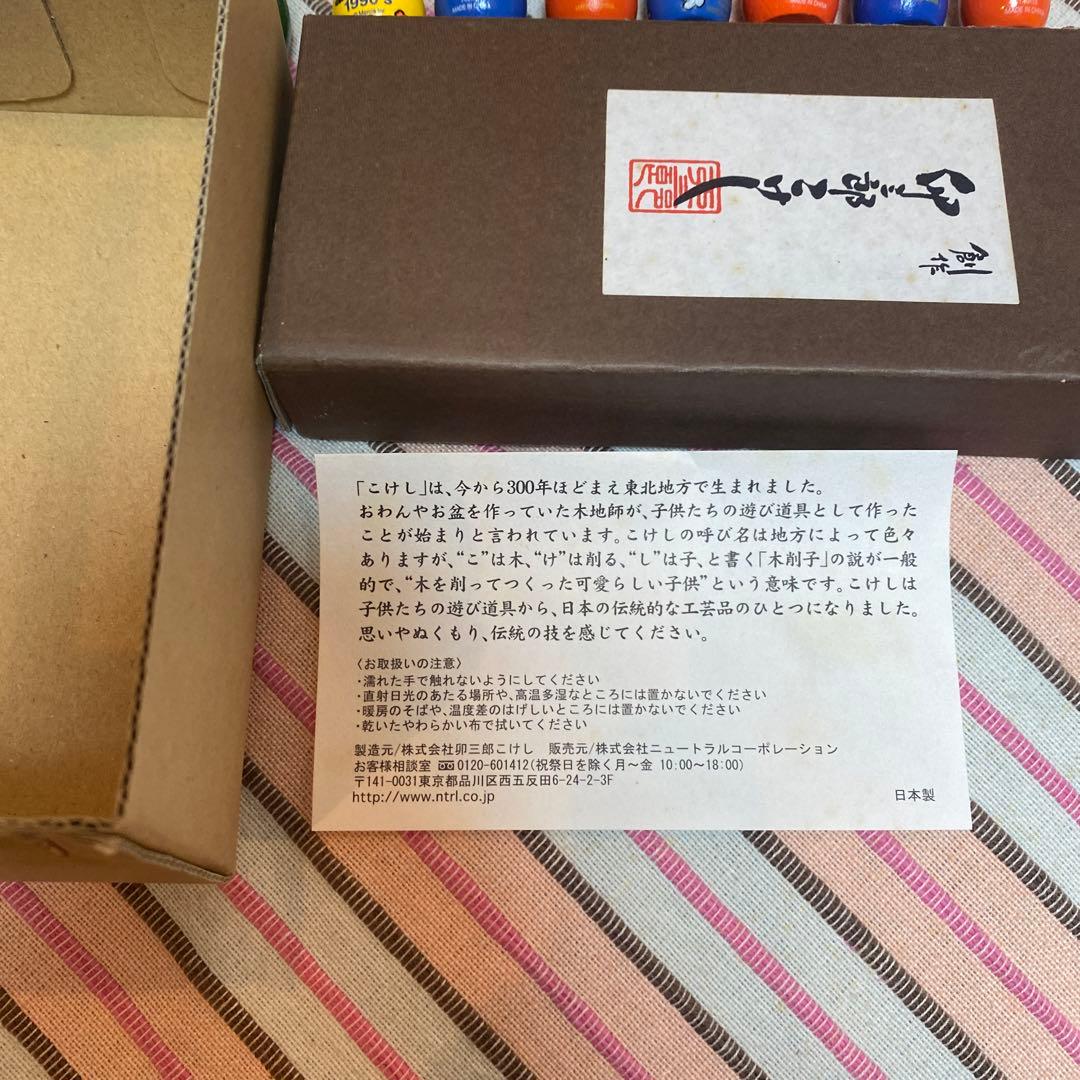 1990's
MADE IN CHINA
MADE IN CHINA
創作
卯三郎こけし
「こけし」は、今から300年ほどまえ東北地方で生まれました。
おわんやお盆を作っていた木地師が、子供たちの遊び道具として作った
ことが始まりと言われています。こけしの呼び名は地方によって色々
ありますが、“こ”は木、“け”は削る、“し”は子、と書く「木削子」の説が一般
的で、“木を削ってつくった可愛らしい子供”という意味です。こけしは
子供たちの遊び道具から、日本の伝統的な工芸品のひとつになりました。
思いやぬくもり、伝統の技を感じてください。
〈お取扱いの注意〉
・濡れた手で触れないようにしてください
・直射日光のあたる場所や、高温多湿なところには置かないでください
・暖房のそばや、温度差のはげしいところには置かないでください
・乾いたやわらかい布で拭いてください
製造元/株式会社卯三郎こけし 販売元/株式会社ニュートラルコーポレーション
お客様相談室 0120-601412(祝祭日を除く月～金 10:00～18:00)
〒141-0031東京都品川区西五反田6-24-2-3F
http://www.ntrl.co.jp
日本製